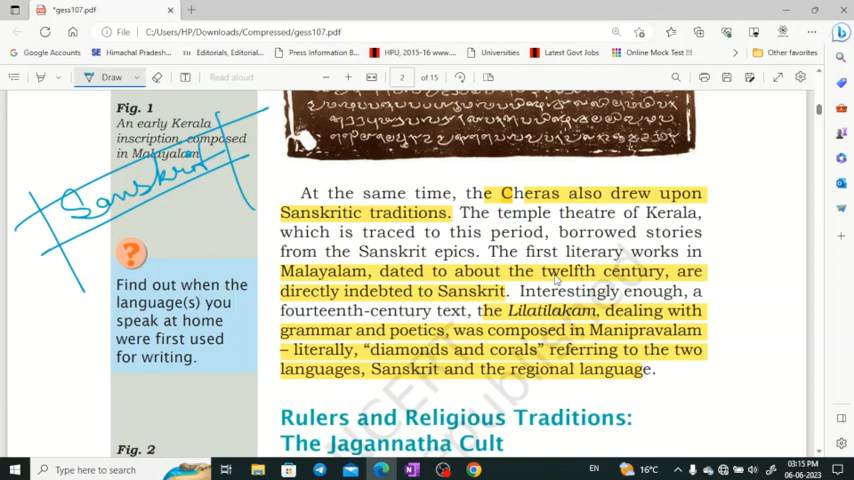 *gess107.pdf
File
C:/Users/HP/Downloads/Compressed/gess107.pdf
Google Accounts
Himachal Pradesh...
Editorials, Editorial...
Press Information B...
HPU, 2015-16 www...
Universities
Latest Govt Jobs
Online Mock Test !!
Other favorites
Draw
Read aloud
2
of 15
Fig. 1
An early Kerala
inscription, composed
in Malayalam
Sanskrit
?
Find out when the
language(s) you
speak at home
were first used
for writing.
Fig. 2
At the same time, the Cheras also drew upon
Sanskritic traditions. The temple theatre of Kerala,
which is traced to this period, borrowed stories
from the Sanskrit epics. The first literary works in
Malayalam, dated to about the twelfth century, are
directly indebted to Sanskrit. Interestingly enough, a
fourteenth-century text, the Lilatilakam, dealing with
grammar and poetics, was composed in Manipravalam
– literally, “diamonds and corals” referring to the two
languages, Sanskrit and the regional language.
Rulers and Religious Traditions:
The Jagannatha Cult
Type here to search
EN
16°C
03:15 PM
06-06-2023